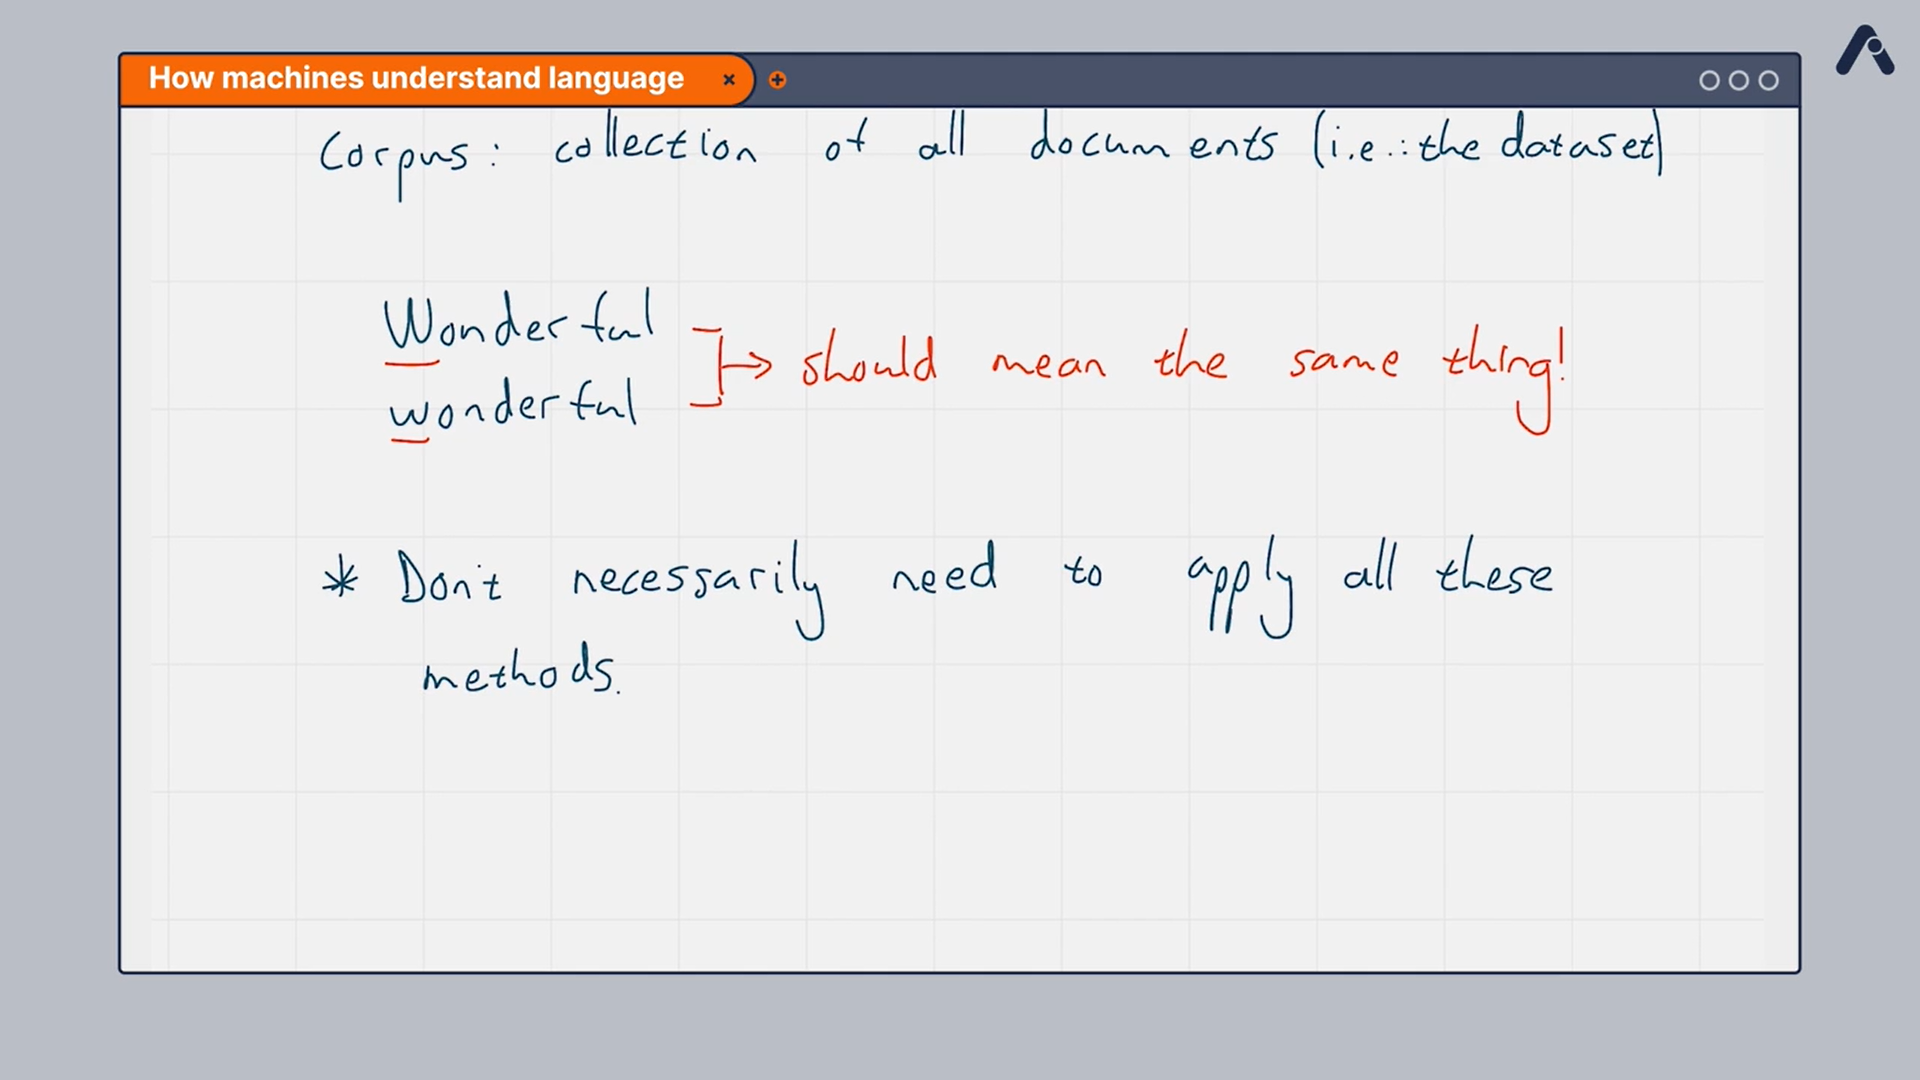 How machines understand language
Corpus: collection of all documents (i.e.: the dataset)
Wonderful
should mean the same thing!
wonderful
* Don't necessarily need to apply all these
methods.